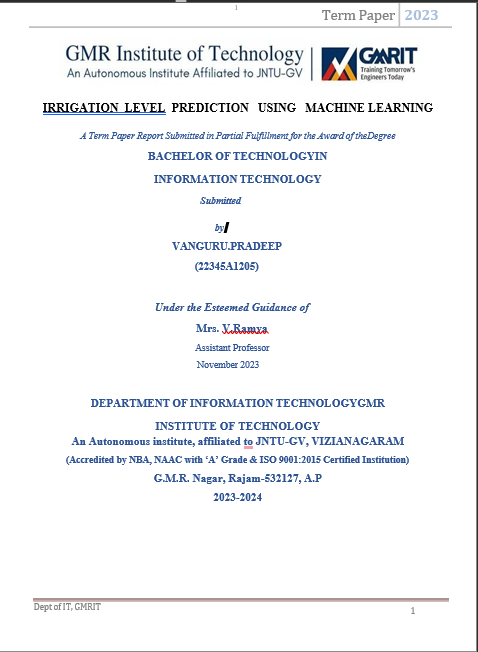 1
Term Paper 2023
GMR Institute of Technology
An Autonomous Institute Affiliated to JNTU-GV
GMRIT
Training Tomorrow's
Engineers Today
IRRIGATION LEVEL PREDICTION USING MACHINE LEARNING
A Term Paper Report Submitted in Partial Fulfillment for the Award of theDegree
BACHELOR OF TECHNOLOGYIN
INFORMATION TECHNOLOGY
Submitted
by
VANGURU.PRADEEP
(22345A1205)
Under the Esteemed Guidance of
Mrs. V.Ramya
Assistant Professor
November 2023
DEPARTMENT OF INFORMATION TECHNOLOGYGMR
INSTITUTE OF TECHNOLOGY
An Autonomous institute, affiliated to JNTU-GV, VIZIANAGARAM
(Accredited by NBA, NAAC with ‘A’ Grade & ISO 9001:2015 Certified Institution)
G.M.R. Nagar, Rajam-532127, A.P
2023-2024
Dept of IT, GMRIT
1